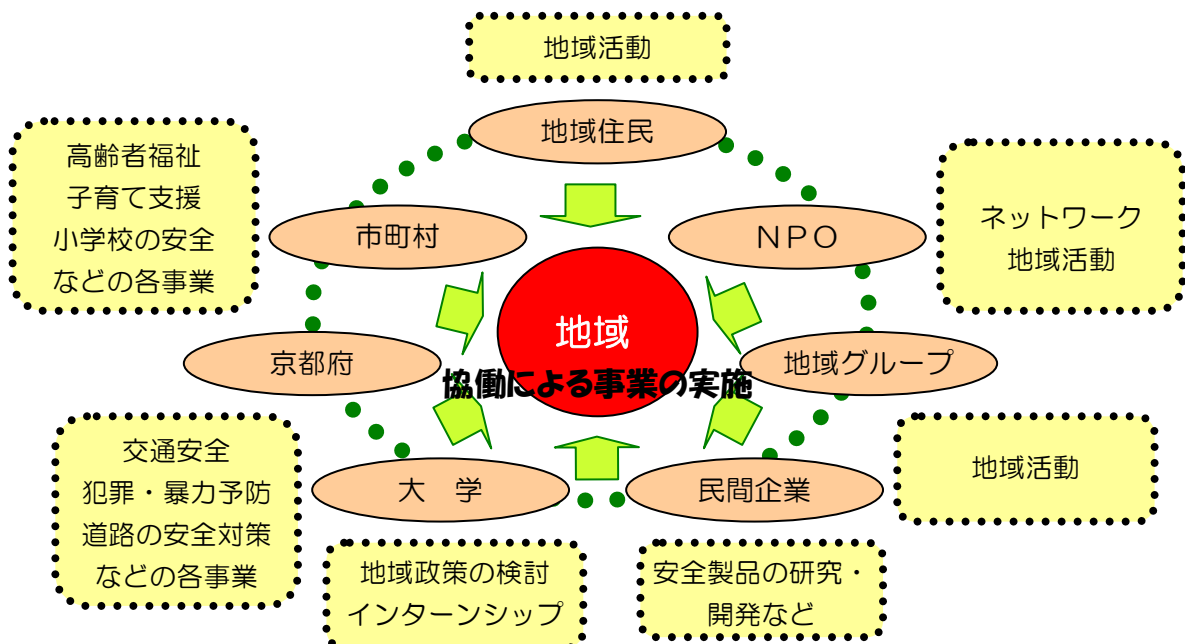 地域活動
地域住民
高齢者福祉
子育て支援
小学校の安全
などの各事業
市町村
ＮＰＯ
ネットワーク
地域活動
地域
協働による事業の実施
京都府
地域グループ
交通安全
犯罪・暴力予防
道路の安全対策
などの各事業
大　学
民間企業
地域活動
地域政策の検討
インターンシップ
安全製品の研究・
開発など